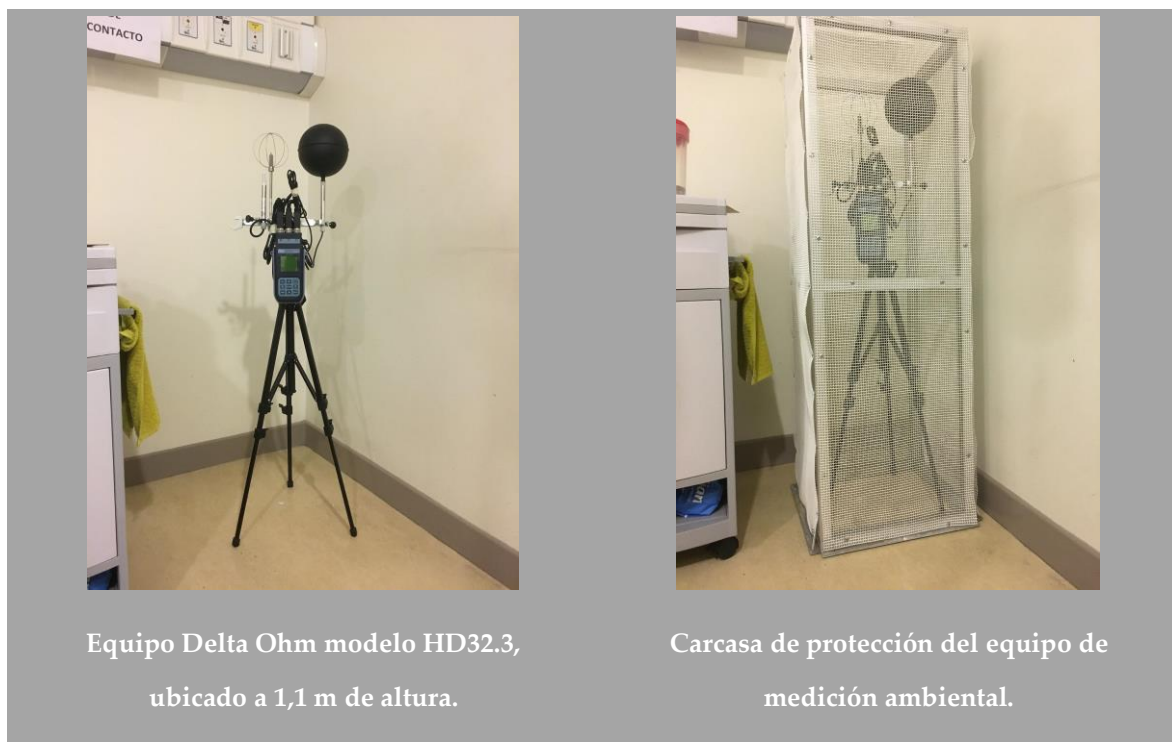 DE
CONTACTO
Equipo Delta Ohm modelo HD32.3,
ubicado a 1,1 m de altura.
Carcasa de protección del equipo de
medición ambiental.